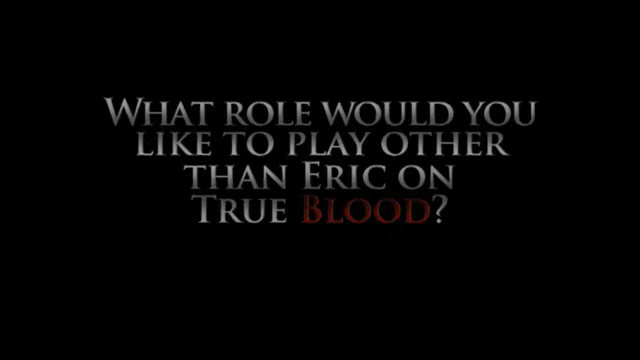 What role would you
like to play other
than Eric on
True Blood?